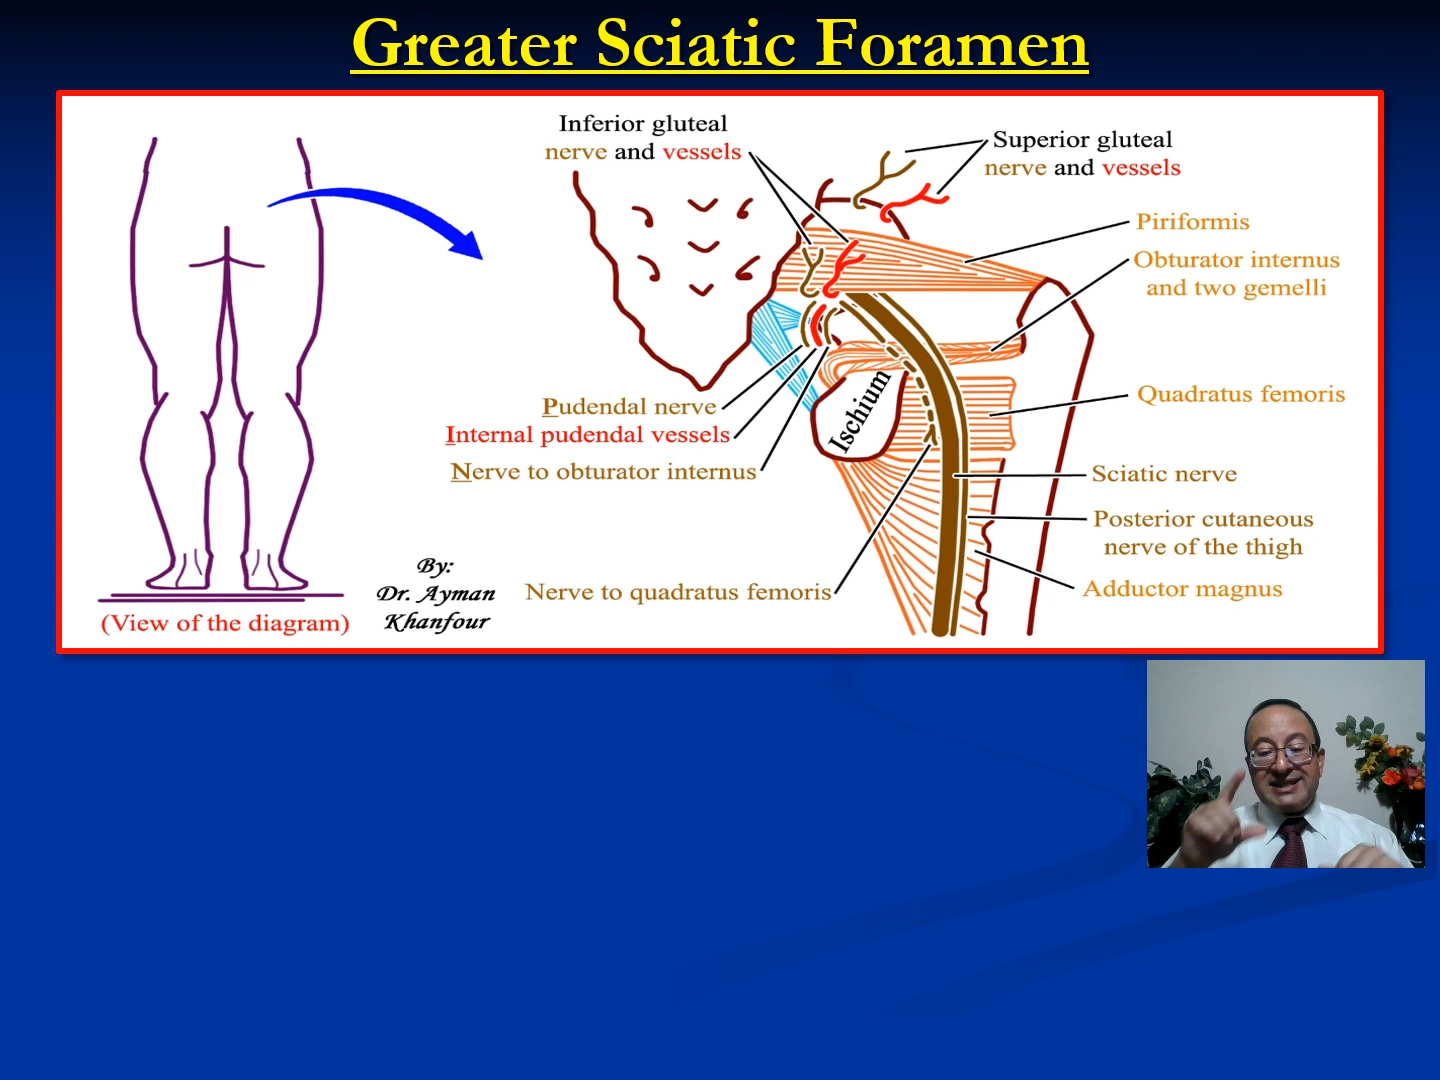 Greater Sciatic Foramen
Inferior gluteal
nerve and vessels
Superior gluteal
nerve and vessels
Piriformis
Obturator internus
and two gemelli
Quadratus femoris
Pudendal nerve
Internal pudendal vessels
Nerve to obturator internus
Ischium
Sciatic nerve
Posterior cutaneous
nerve of the thigh
Adductor magnus
Nerve to quadratus femoris
By:
Dr. Ayman
Khanfour
(View of the diagram)